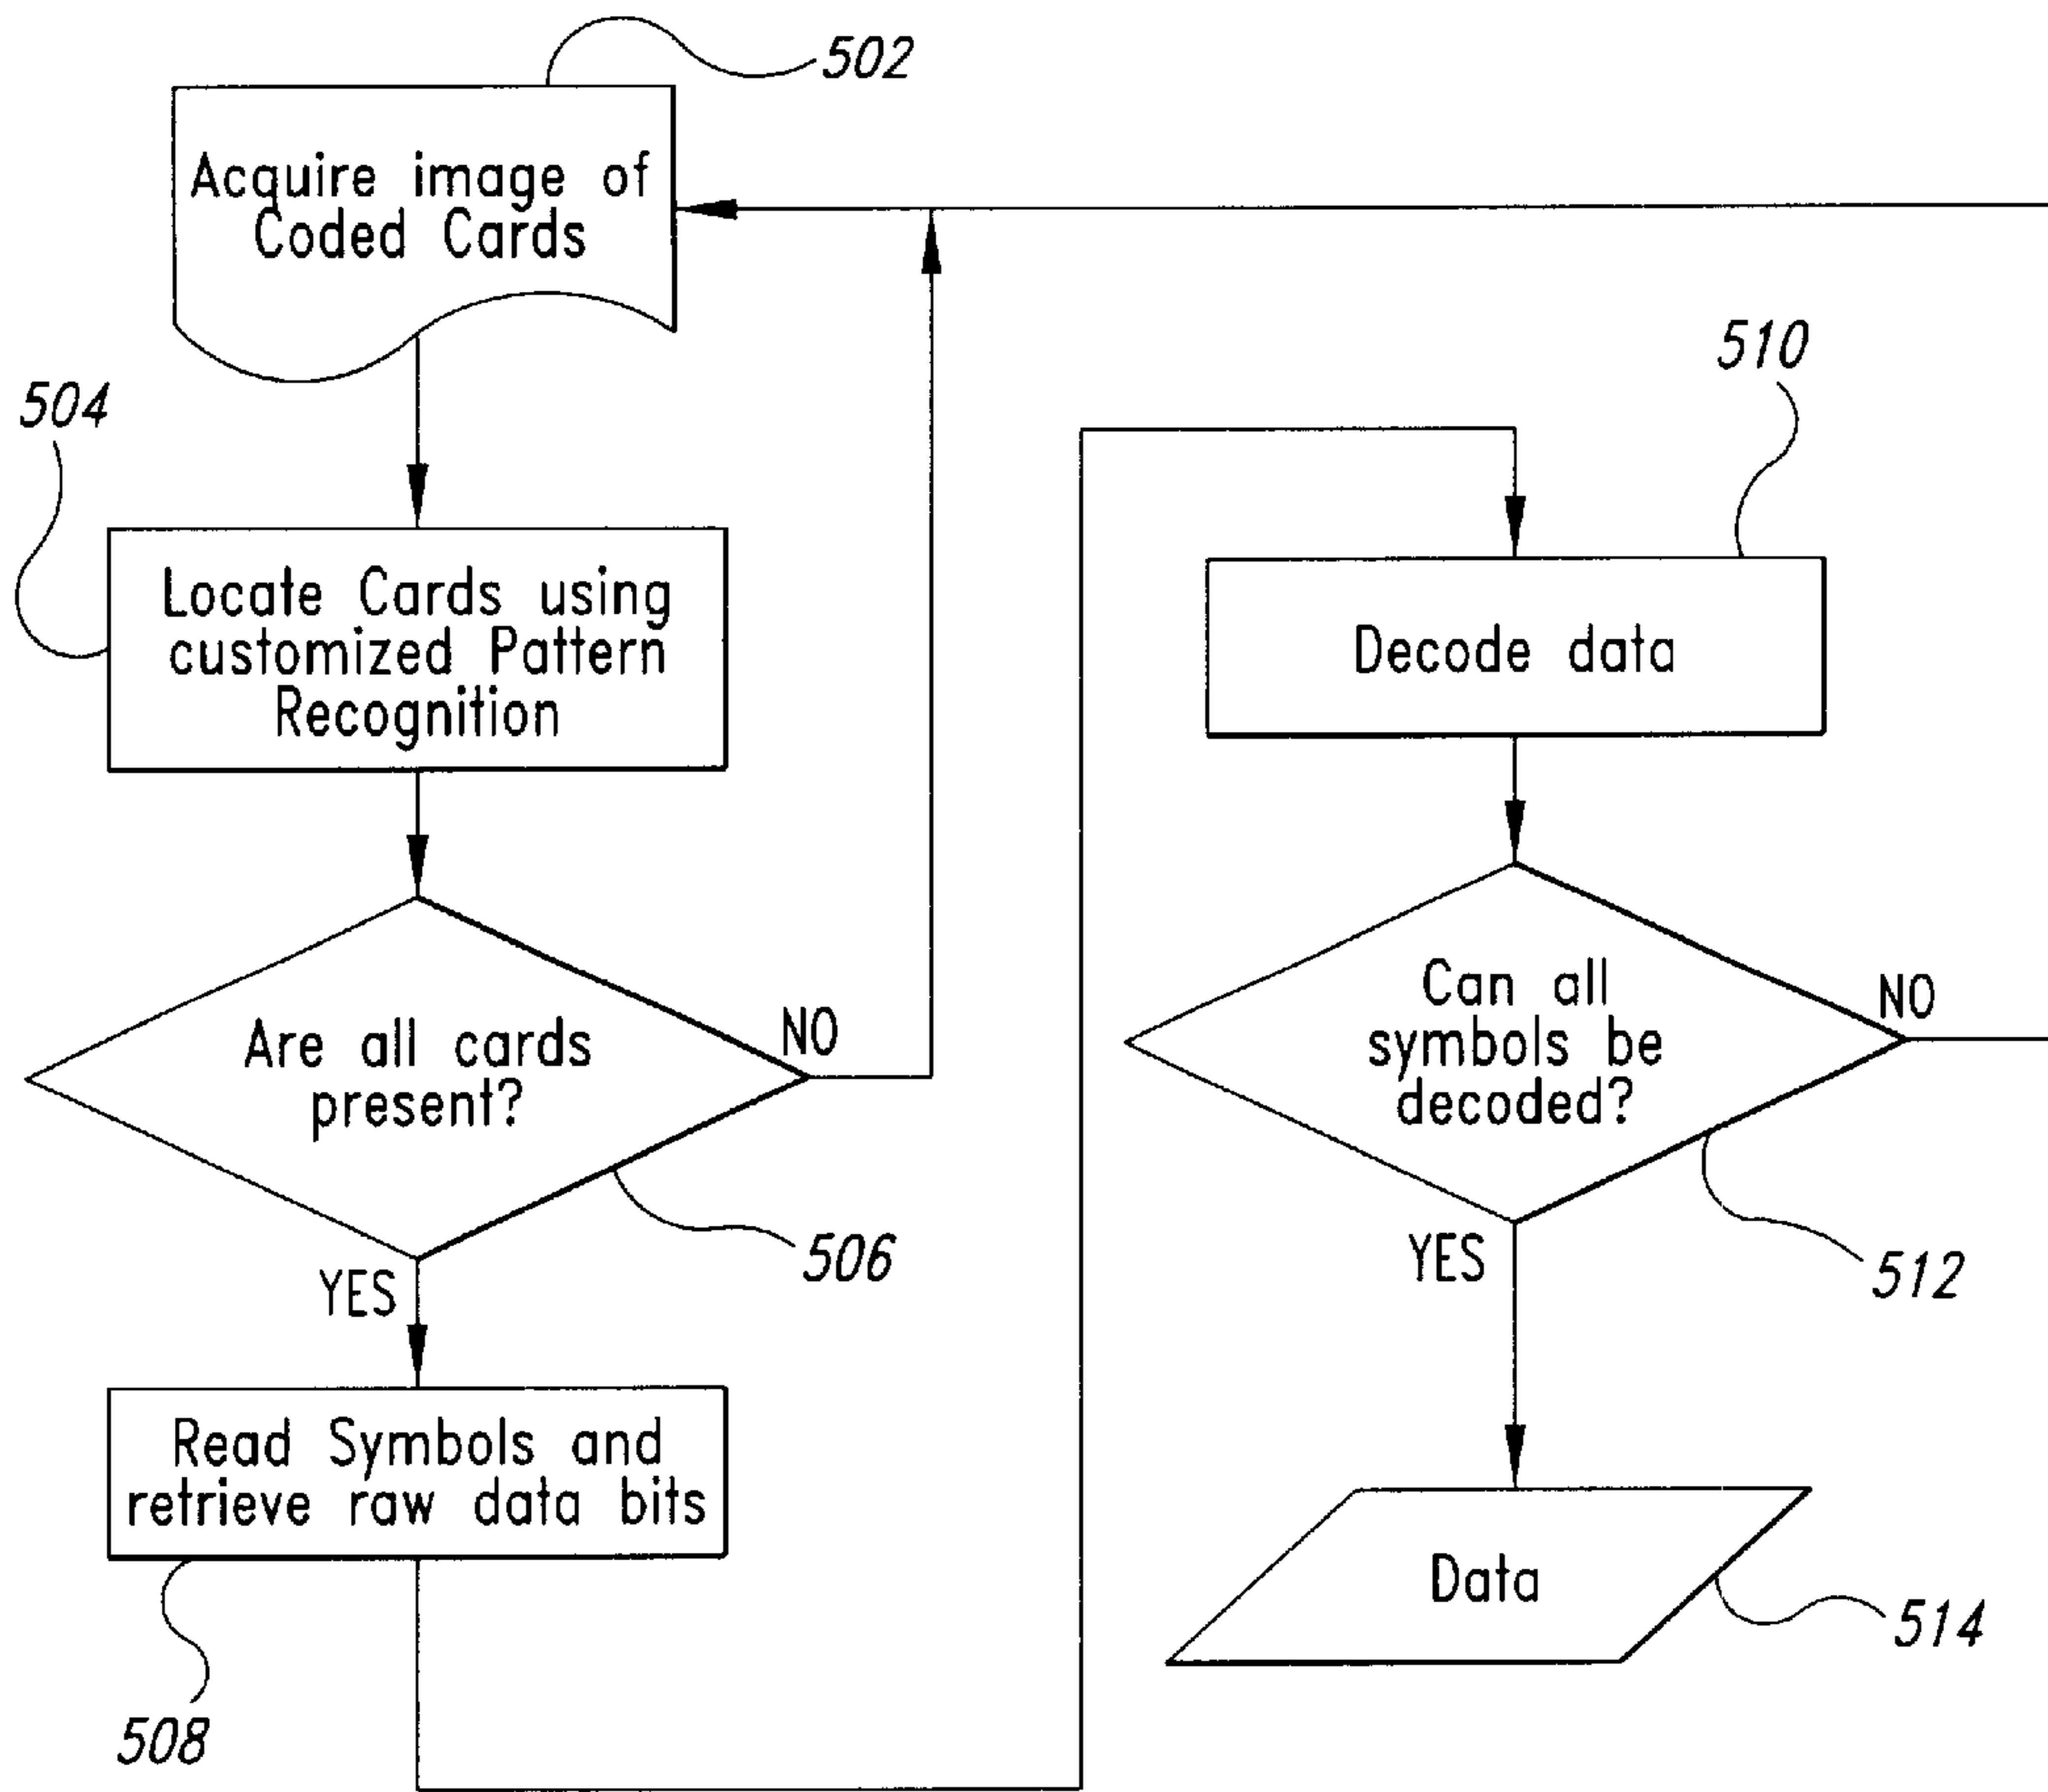 502
Acquire image of
Coded Cards
504
Locate Cards using
customized Pattern
Recognition
Are all cards
present?
NO
506
YES
Read Symbols and
retrieve raw data bits
508
510
Decode data
Can all
symbols be
decoded?
NO
512
YES
Data
514